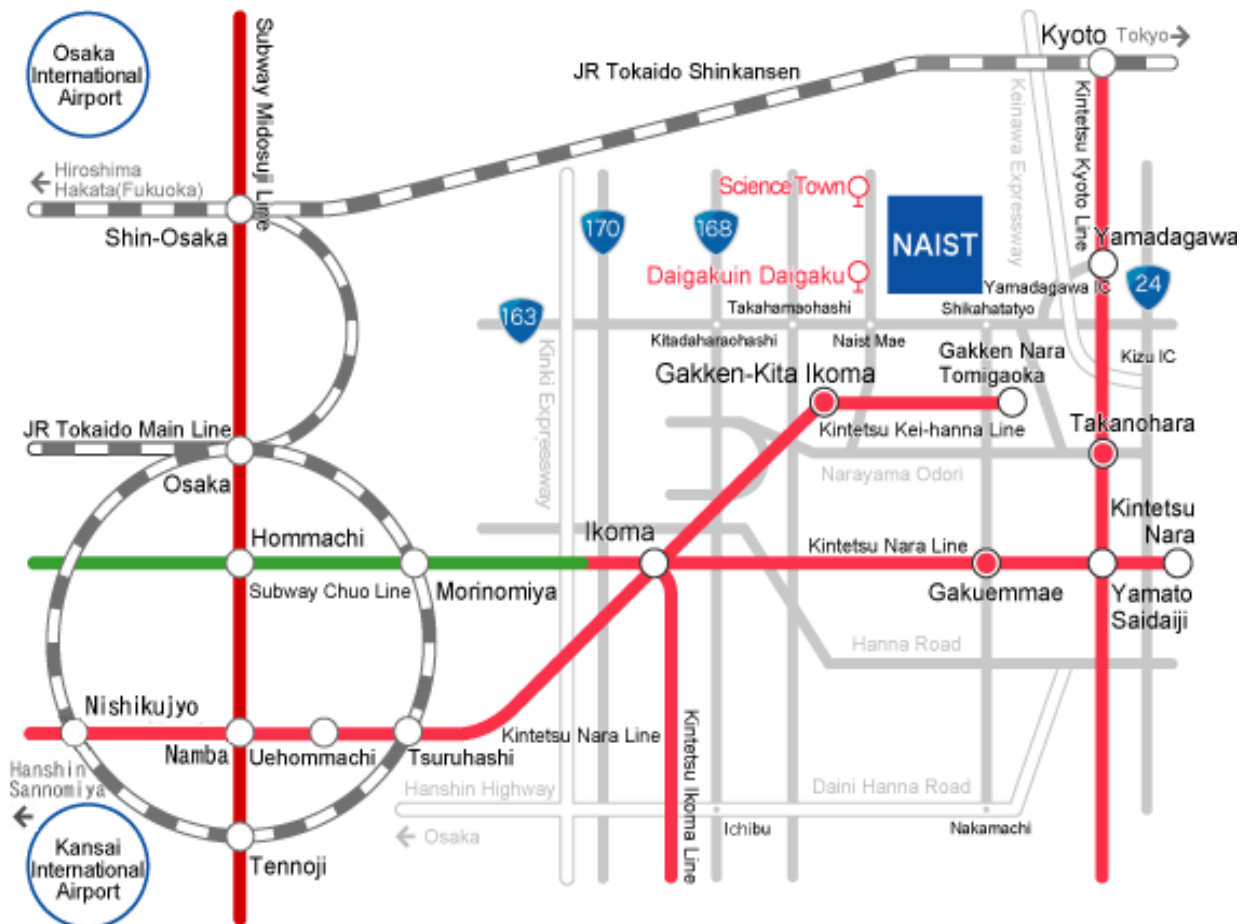 Osaka
International
Airport
Subway Midosuji Line
JR Tokaido Shinkansen
Kyoto
Tokyo
Keinawa Expressway
Kintetsu Kyoto Line
Hiroshima
Hakata(Fukuoka)
Shin-Osaka
170
168
Science Town
NAIST
Daigakuin Daigaku
Yamadagawa
Yamadagawa IC
24
163
Takahamaohashi
Shikahatatyo
Kitadaharaohashi
Naist Mae
Kizu IC
Kinki Expressway
Gakken-Kita Ikoma
Gakken Nara
Tomigaoka
JR Tokaido Main Line
Osaka
Kintetsu Kei-hanna Line
Takanohara
Narayama Odori
Hommachi
Subway Chuo Line
Morinomiya
Ikoma
Kintetsu Nara Line
Gakuemmae
Kintetsu
Nara
Yamato
Saidaiji
Hanna Road
Nishikujyo
Namba
Uehommachi
Tsuruhashi
Kintetsu Nara Line
Kintetsu Ikoma Line
Hanshin
Sannomiya
Hanshin Highway
Daini Hanna Road
Osaka
Ichibu
Nakamachi
Kansai
International
Airport
Tennoji